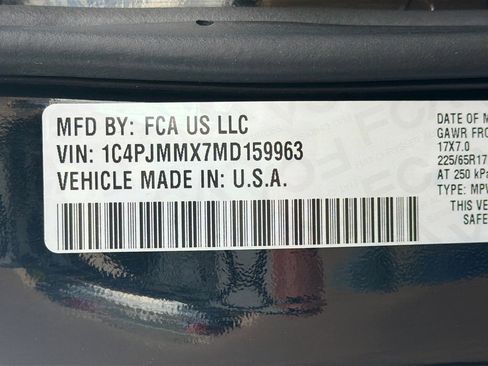 MFD BY: FCA US LLC
VIN: 1C4PJMMX7MD159963
VEHICLE MADE IN: U.S.A.
DATE OF M
GAWR FRO
17X7.0
225/65R17
AT 250 kPa
TYPE: MPV
THIS VE
VEHICL